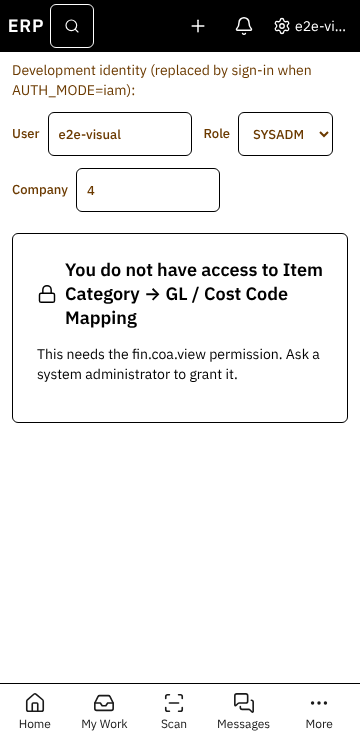 ERP
e2e-vi...
Development identity (replaced by sign-in when
AUTH_MODE=iam):
User e2e-visual Role SYSADM
Company 4
You do not have access to Item
Category → GL / Cost Code
Mapping
This needs the fin.coa.view permission. Ask a
system administrator to grant it.
Home My Work Scan Messages More